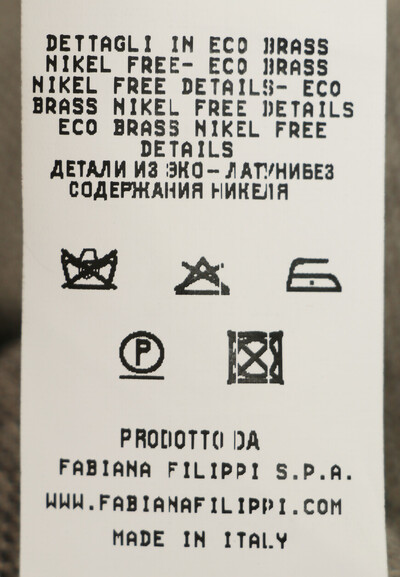 DETTAGLI IN ECO BRASS
NIKEL FREE- ECO BRASS
NIKEL FREE DETAILS- ECO
BRASS NIKEL FREE DETAILS
ECO BRASS NIKEL FREE
DETAILS
ДЕТАЛИ ИЗ ЭКО- ЛАТУНИБЕЗ
СОДЕРЖАНИЯ НИКЕЛЯ
P
PRODOTTO DA
FABIANA FILIPPI S.P.A.
WWW.FABIANAFILIPPI.COM
MADE IN ITALY